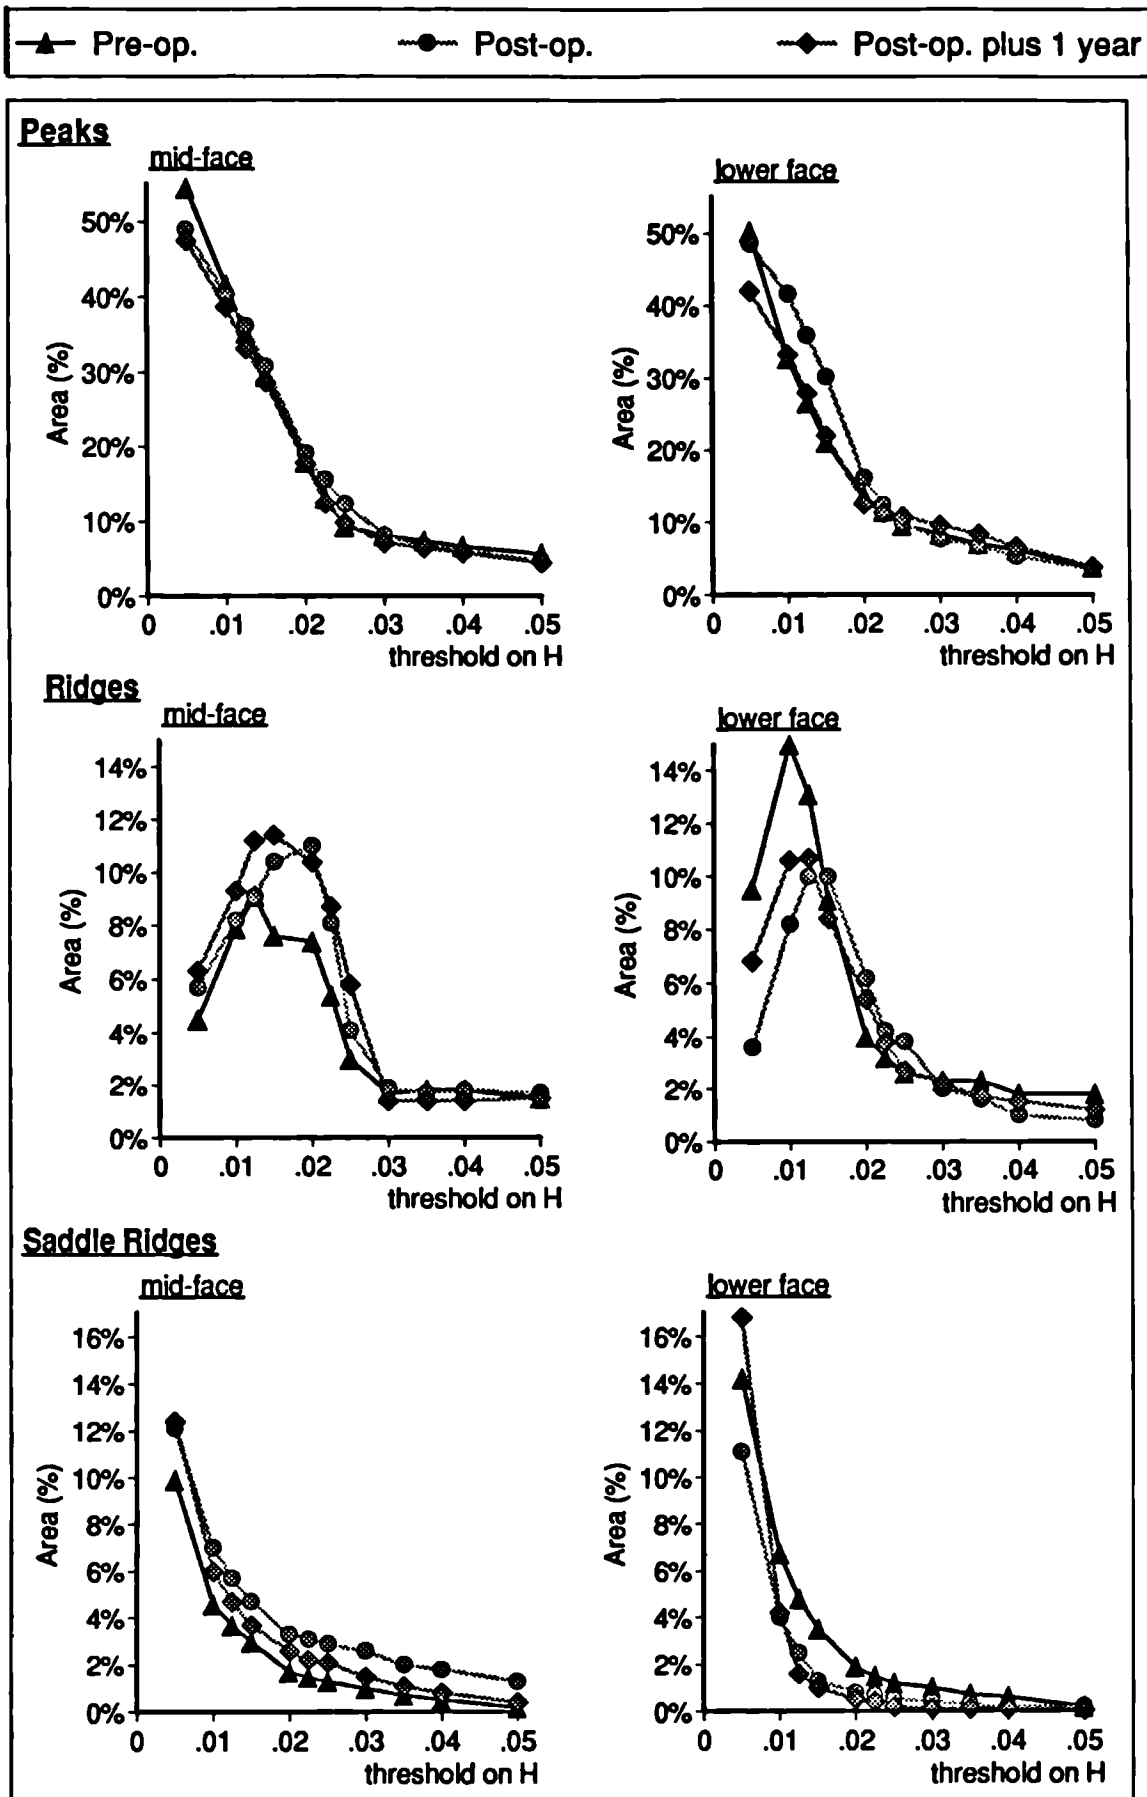 Pre-op. Post-op. Post-op. plus 1 year
Peaks
mid-face
50%
40%
30%
20%
10%
0%
Area (%)
0 .01 .02 .03 .04 .05
threshold on H
lower face
50%
40%
30%
20%
10%
0%
Area (%)
0 .01 .02 .03 .04 .05
threshold on H
Ridges
mid-face
14%
12%
10%
8%
6%
4%
2%
0%
Area (%)
0 .01 .02 .03 .04 .05
threshold on H
lower face
14%
12%
10%
8%
6%
4%
2%
0%
Area (%)
0 .01 .02 .03 .04 .05
threshold on H
Saddle Ridges
mid-face
16%
14%
12%
10%
8%
6%
4%
2%
0%
Area (%)
0 .01 .02 .03 .04 .05
threshold on H
lower face
16%
14%
12%
10%
8%
6%
4%
2%
0%
Area (%)
0 .01 .02 .03 .04 .05
threshold on H